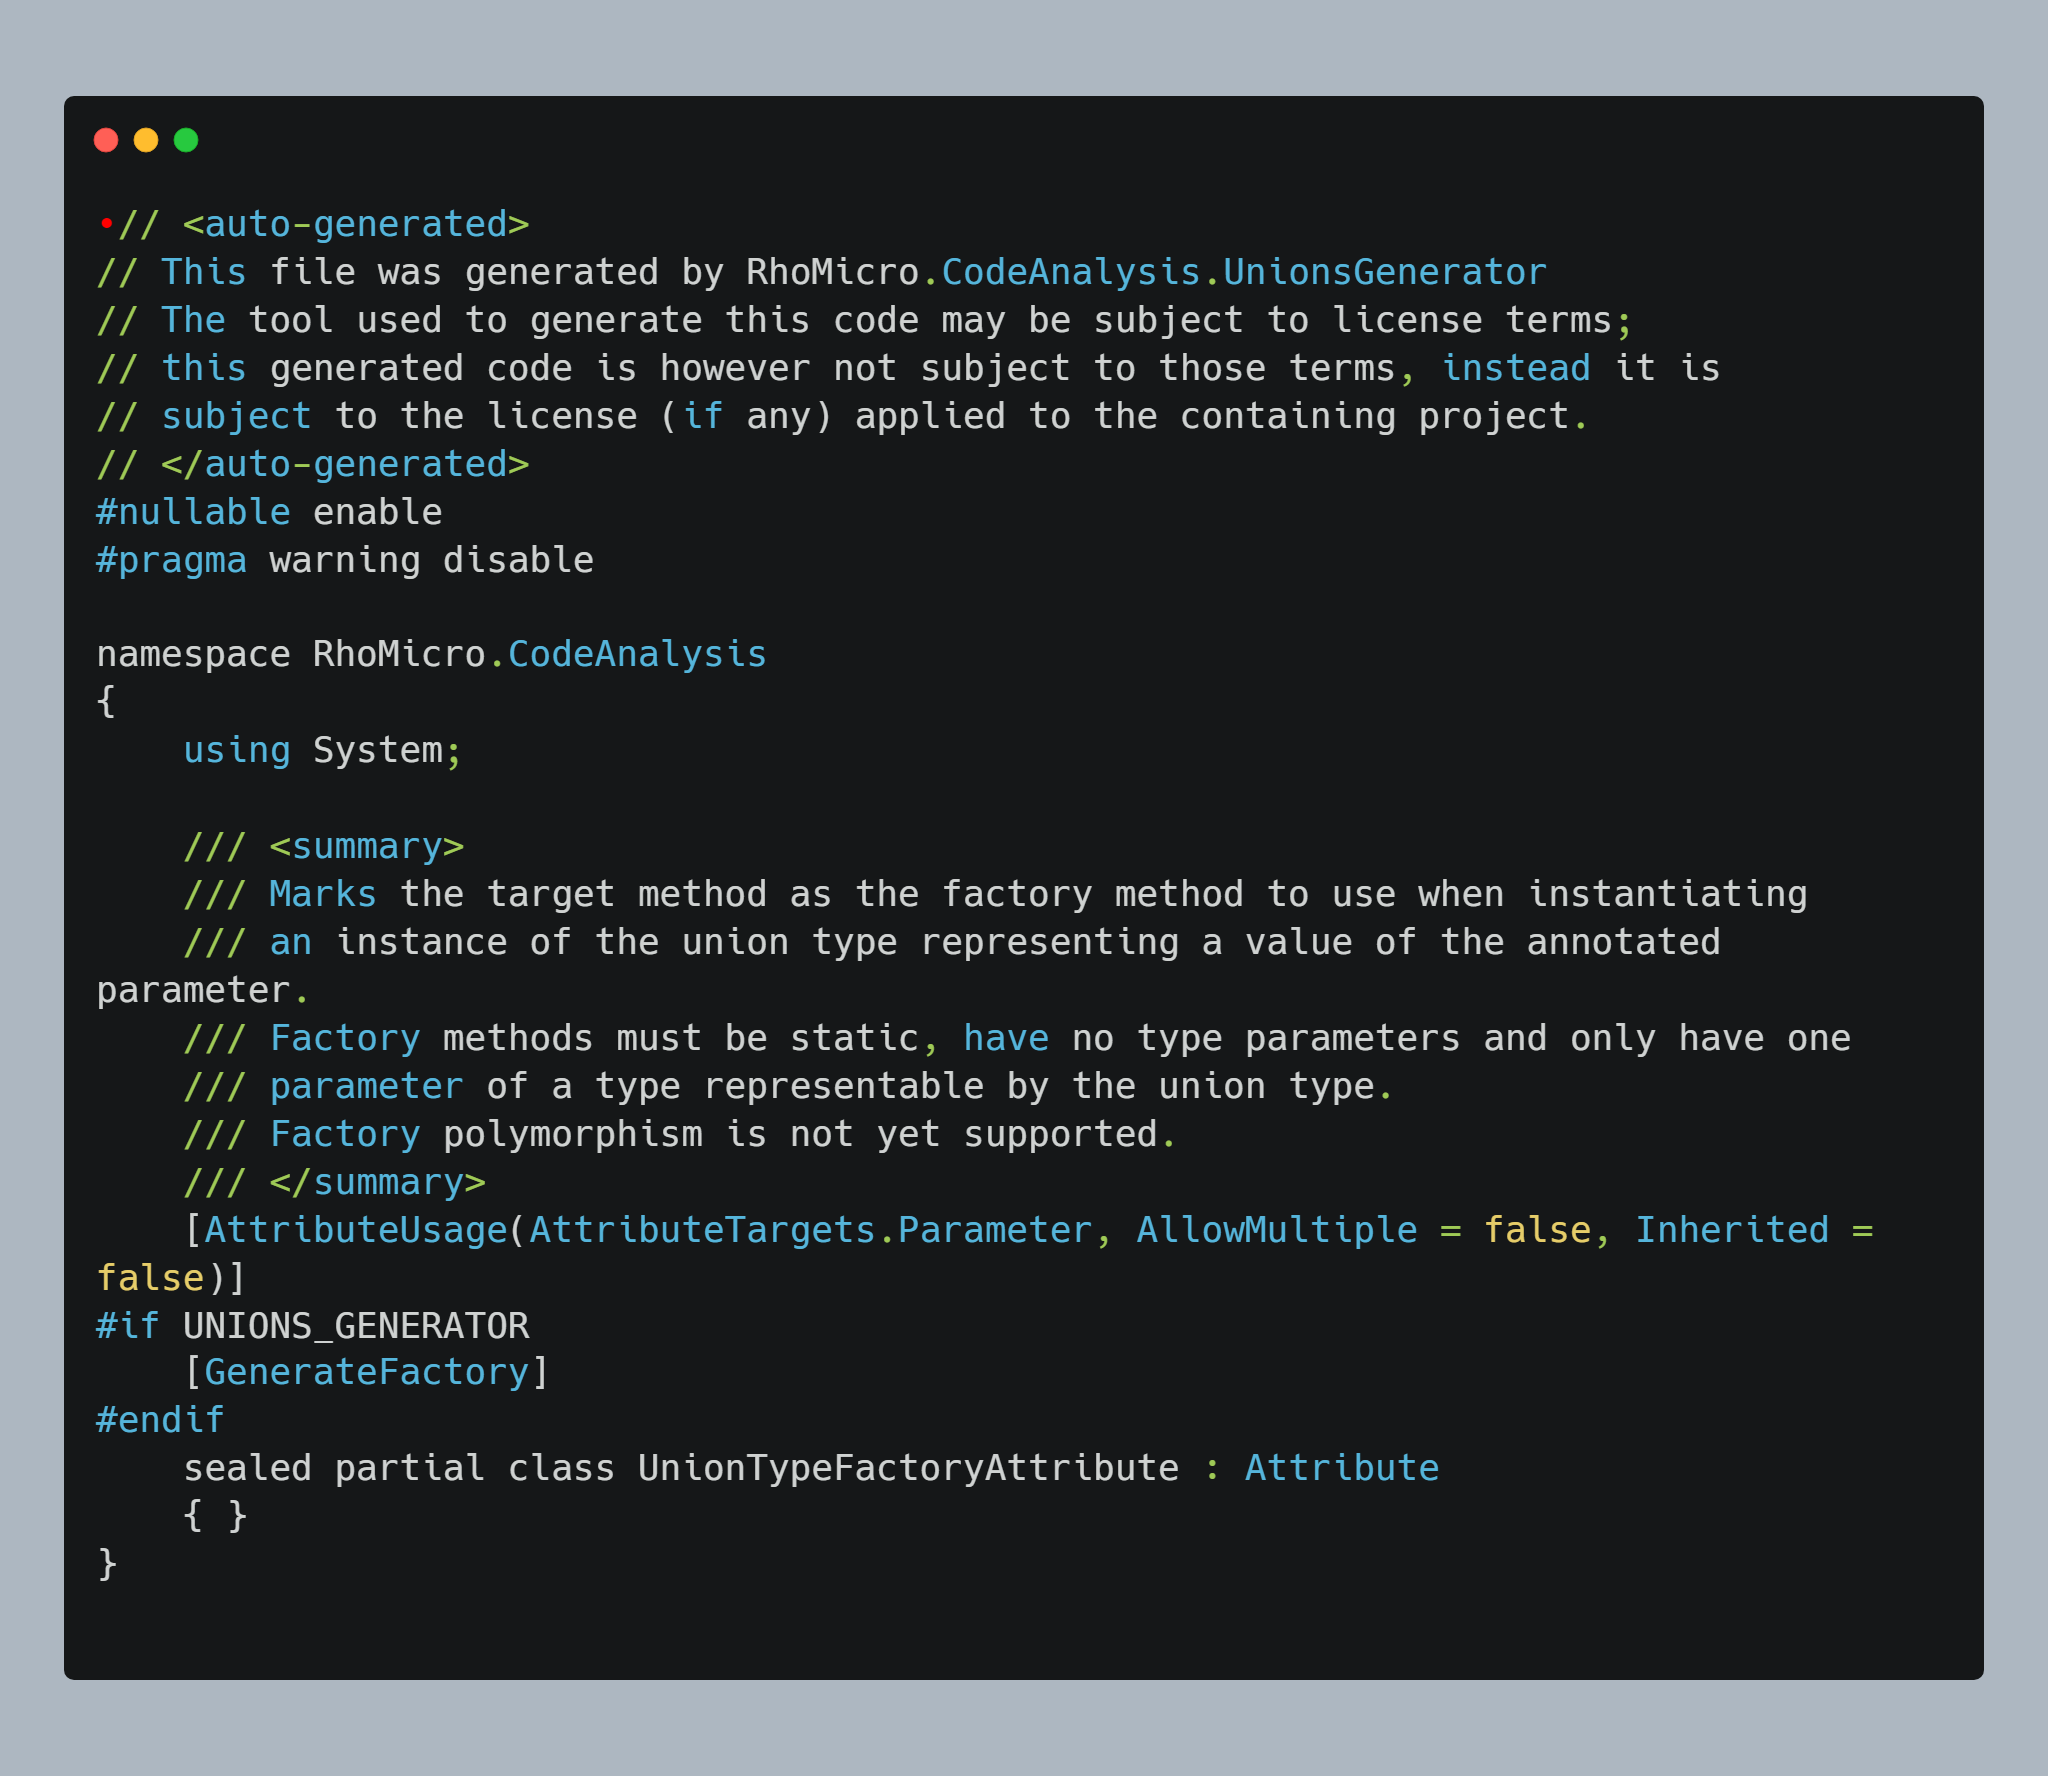 •// <auto-generated>
// This file was generated by RhoMicro.CodeAnalysis.UnionsGenerator
// The tool used to generate this code may be subject to license terms;
// this generated code is however not subject to those terms, instead it is
// subject to the license (if any) applied to the containing project.
// </auto-generated>
#nullable enable
#pragma warning disable

namespace RhoMicro.CodeAnalysis
{
    using System;

    /// <summary>
    /// Marks the target method as the factory method to use when instantiating
    /// an instance of the union type representing a value of the annotated
parameter.
    /// Factory methods must be static, have no type parameters and only have one
    /// parameter of a type representable by the union type.
    /// Factory polymorphism is not yet supported.
    /// </summary>
    [AttributeUsage(AttributeTargets.Parameter, AllowMultiple = false, Inherited =
false)]
#if UNIONS_GENERATOR
    [GenerateFactory]
#endif
    sealed partial class UnionTypeFactoryAttribute : Attribute
    { }
}